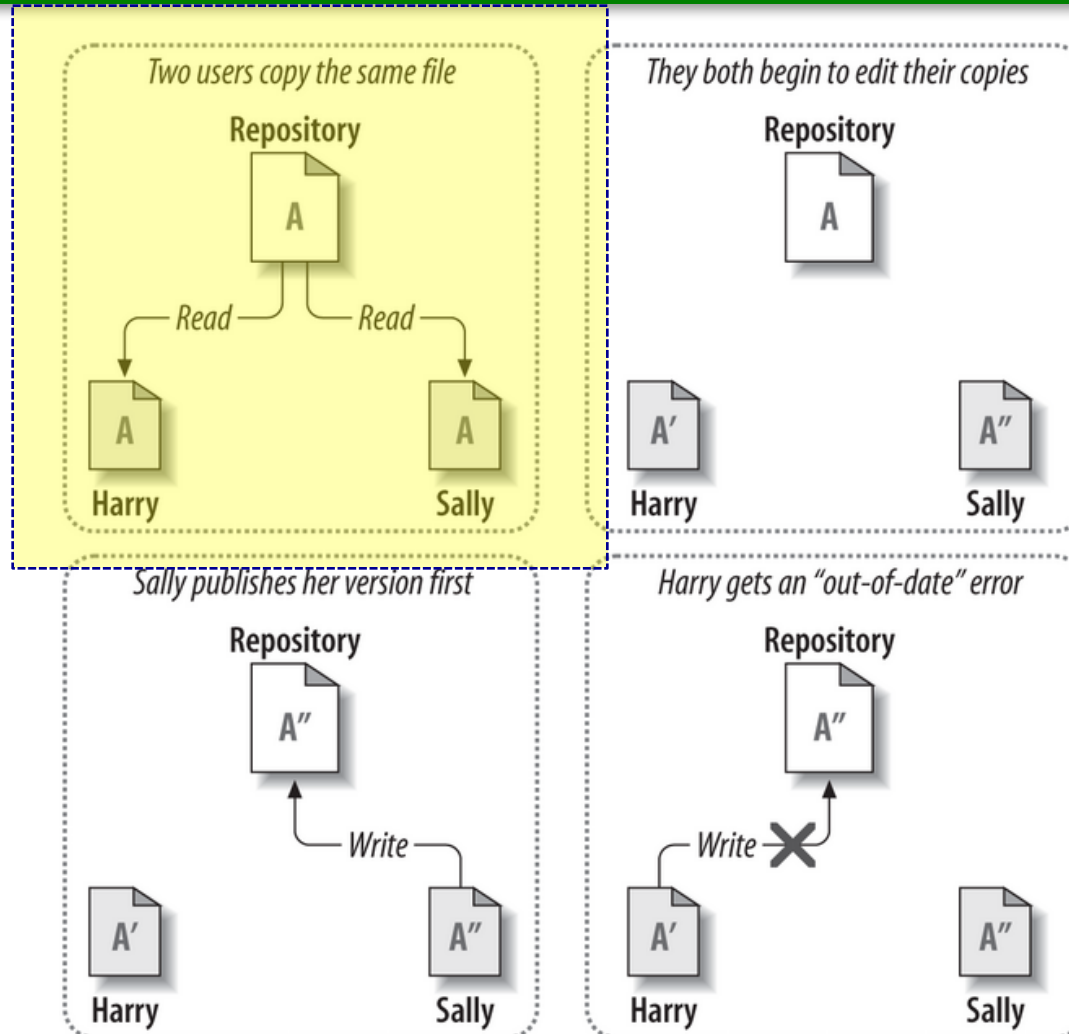 Two users copy the same file
Repository
A
Read Read
A A
Harry Sally
They both begin to edit their copies
Repository
A
A′ A″
Harry Sally
Sally publishes her version first
Repository
A″
Write
A′ A″
Harry Sally
Harry gets an “out-of-date” error
Repository
A″
Write
A′ A″
Harry Sally